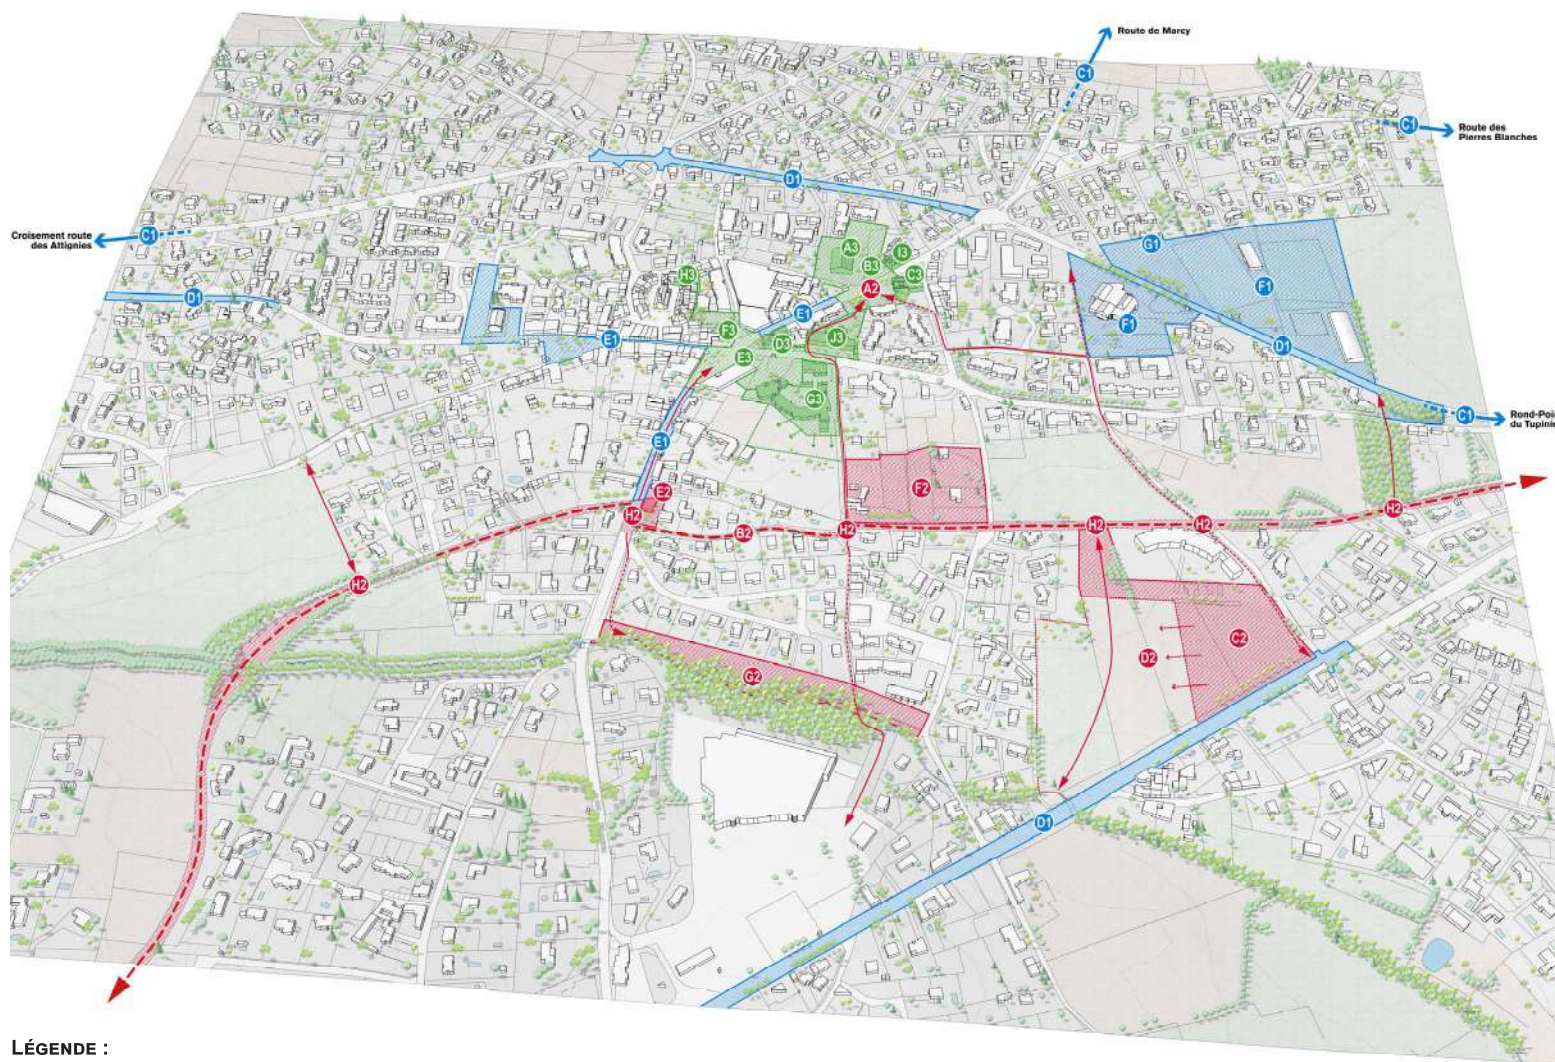 Route de Marcy
C1
C1
Route des
Pierres Blanches
D1
Croisement route
des Attignies
C1
A3
I3
G1
B3
H3
C3
A2
F1
D1
E1
F1
F3
E1
D3
J3
D1
E3
G3
C1
Rond-Poi
du Tupini
E1
F2
E2
H2
H2
H2
H2
H2
B2
H2
C2
D2
G2
D1
LÉGENDE :